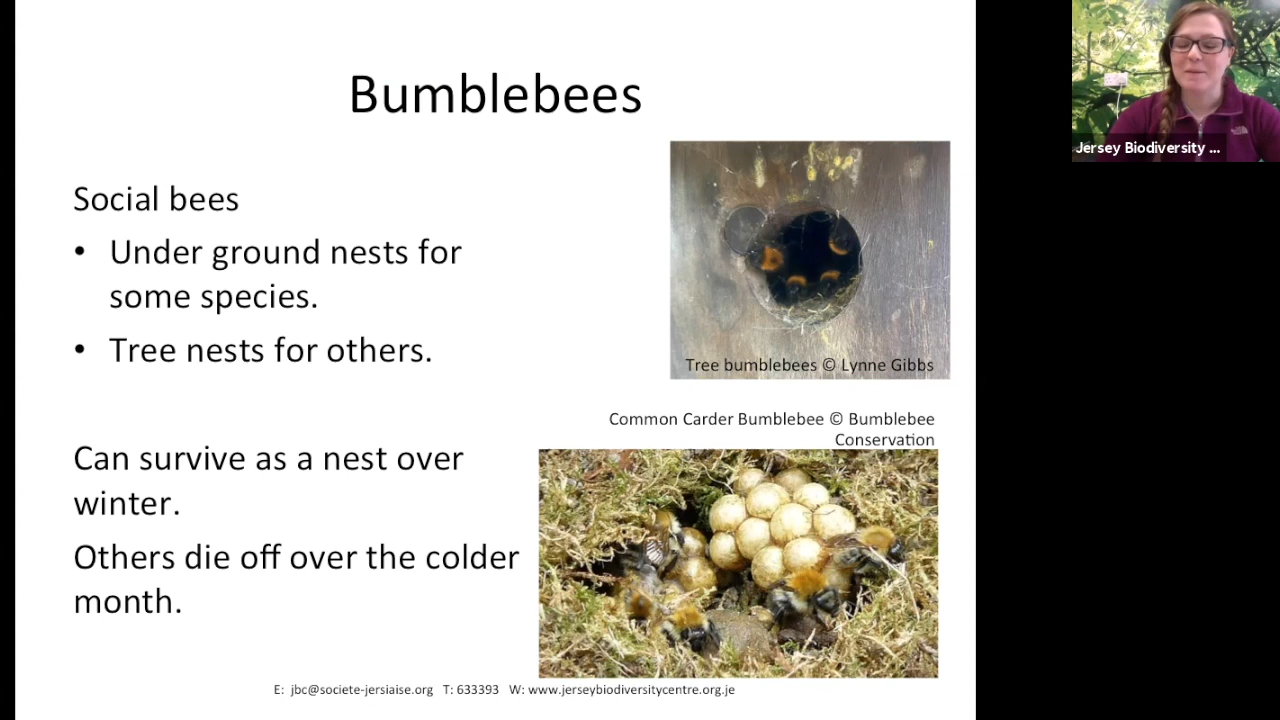 Bumblebees
Social bees
• Under ground nests for
some species.
• Tree nests for others.
Can survive as a nest over
winter.
Others die off over the colder
month.
Tree bumblebees © Lynne Gibbs
Common Carder Bumblebee © Bumblebee
Conservation
E: jbc@societe-jersiaise.org T: 633393 W: www.jerseybiodiversitycentre.org.je
Jersey Biodiversity ...